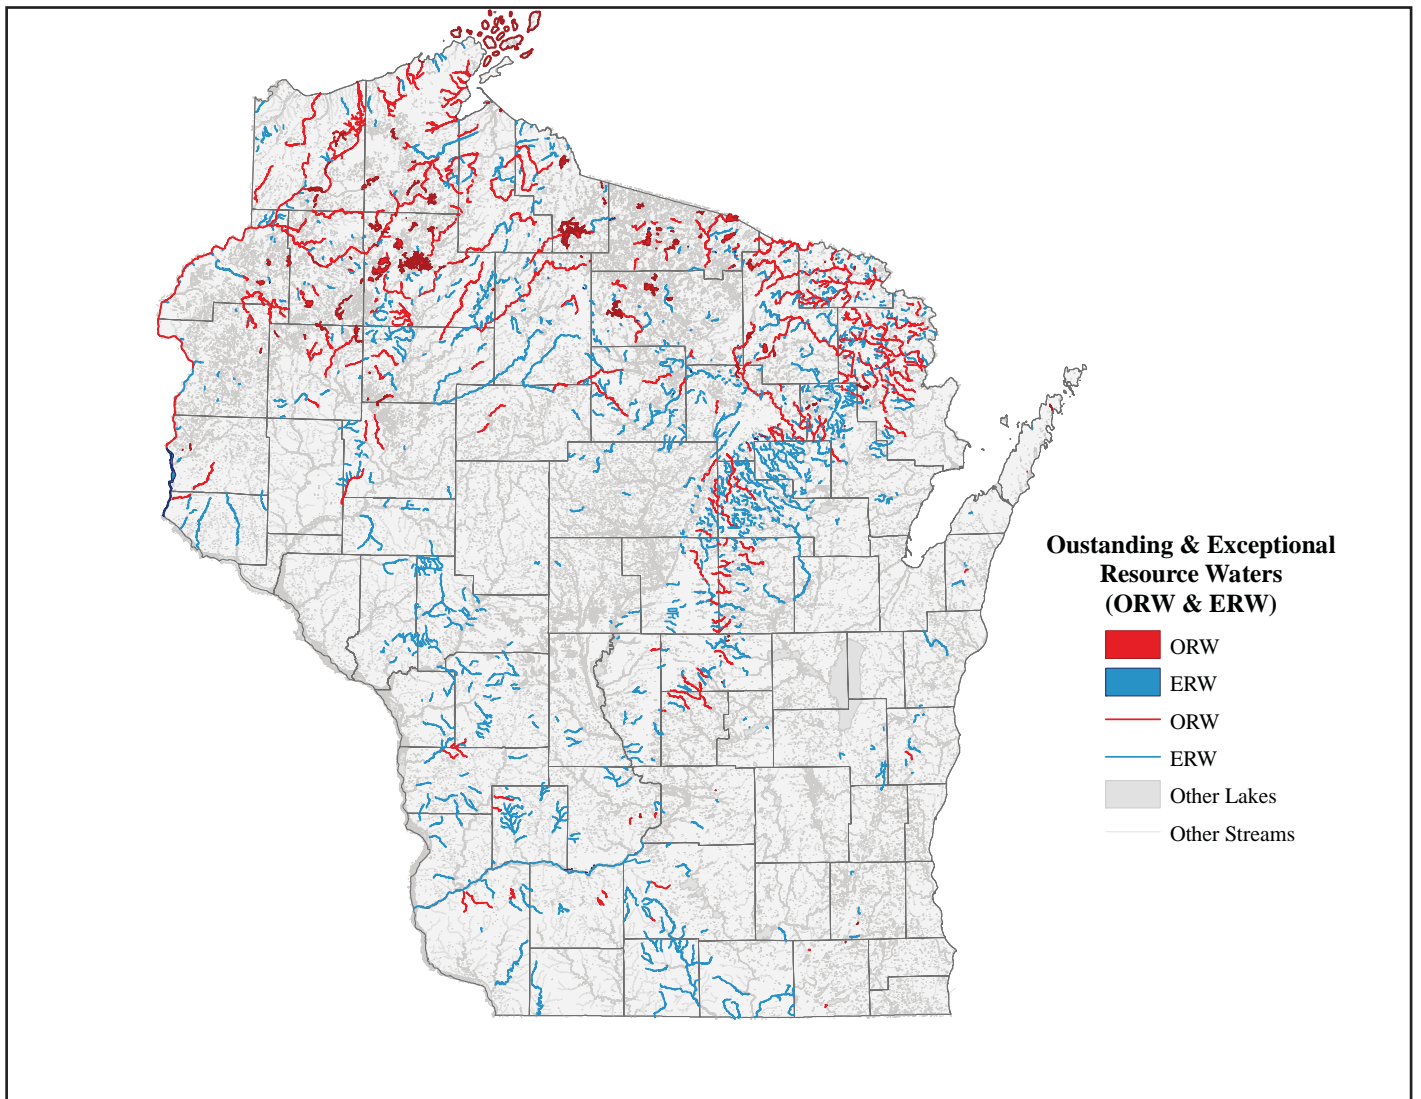 Oustanding & Exceptional
Resource Waters
(ORW & ERW)
ORW
ERW
ORW
ERW
Other Lakes
Other Streams